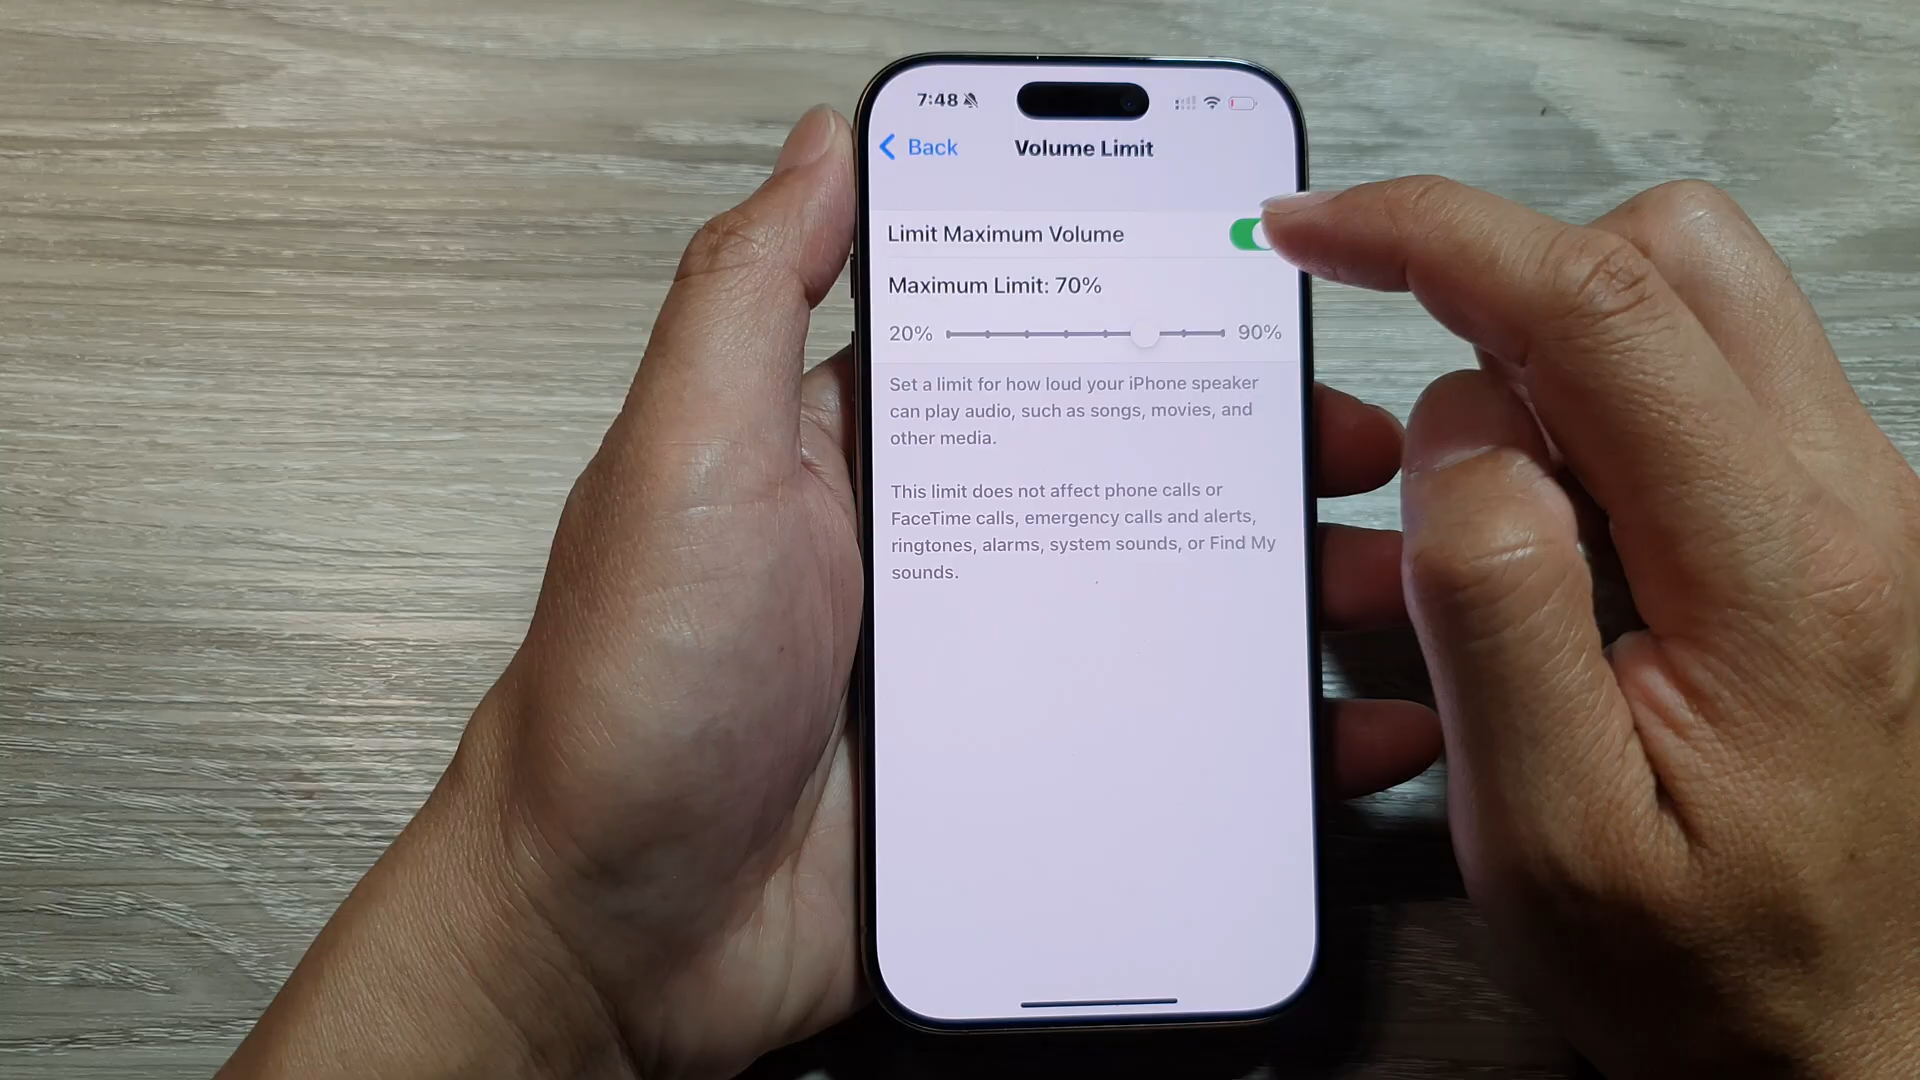 7:48
Back
Volume Limit
Limit Maximum Volume
Maximum Limit: 70%
20%
90%
Set a limit for how loud your iPhone speaker
can play audio, such as songs, movies, and
other media.
This limit does not affect phone calls or
FaceTime calls, emergency calls and alerts,
ringtones, alarms, system sounds, or Find My
sounds.